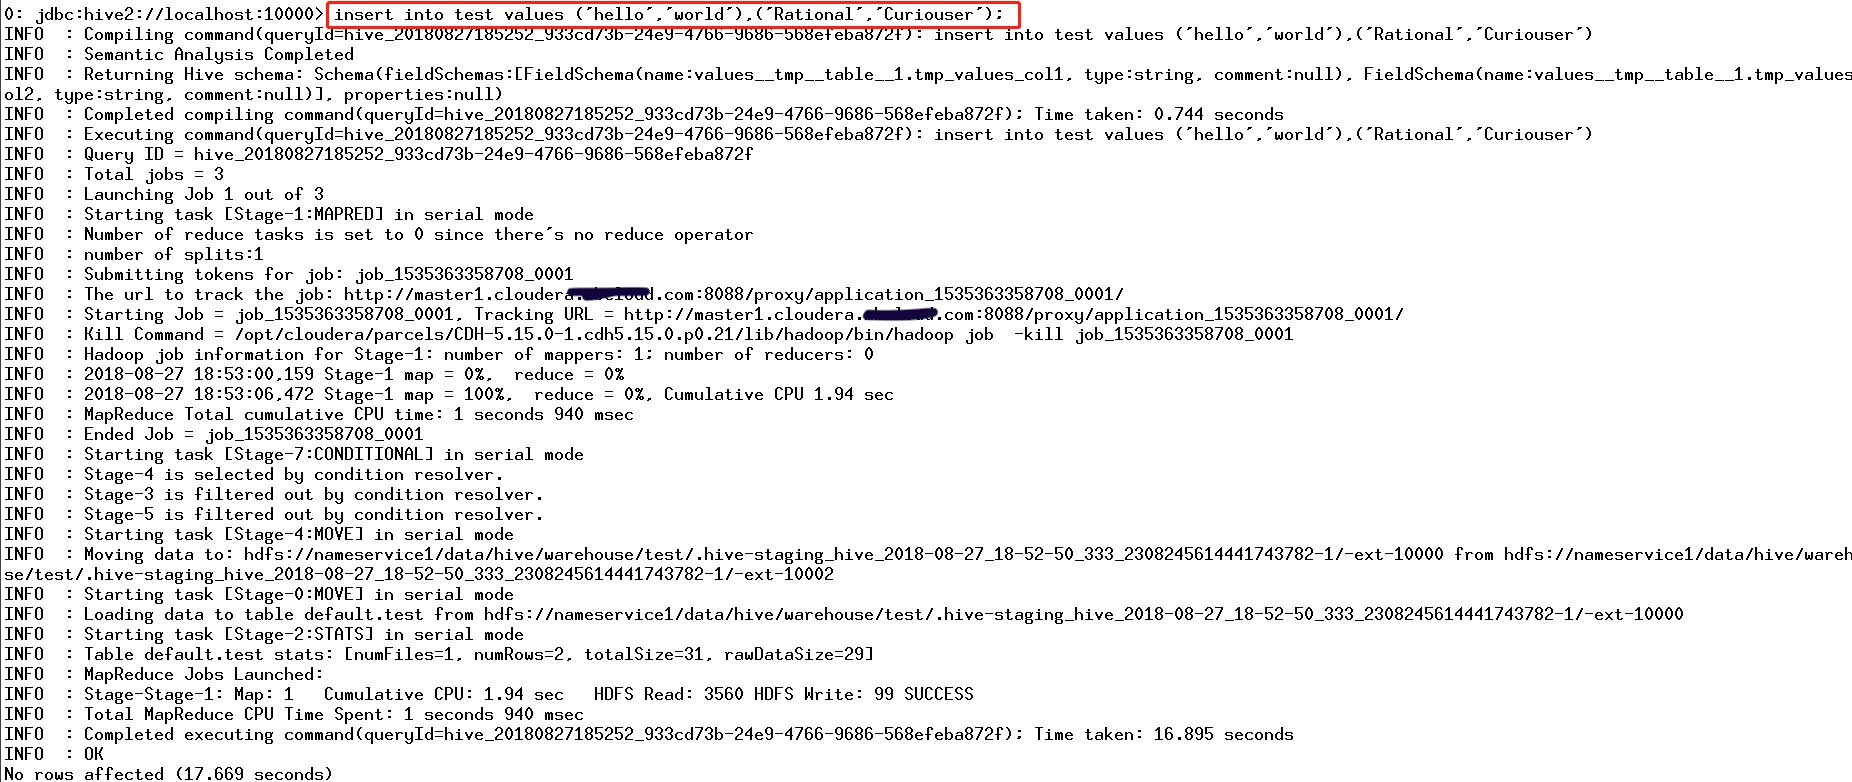 0: jdbc:hive2://localhost:10000> insert into test values ('hello','world'),('Rational','Curiouser');
INFO  : Compiling command(queryId=hive_20180827185252_933cd73b-24e9-4766-9686-568efeba872f): insert into test values ('hello','world'),('Rational','Curiouser')
INFO  : Semantic Analysis Completed
INFO  : Returning Hive schema: Schema(fieldSchemas:[FieldSchema(name:values__tmp__table__1.tmp_values_col1, type:string, comment:null), FieldSchema(name:values__tmp__table__1.tmp_values
ol2, type:string, comment:null)], properties:null)
INFO  : Completed compiling command(queryId=hive_20180827185252_933cd73b-24e9-4766-9686-568efeba872f); Time taken: 0.744 seconds
INFO  : Executing command(queryId=hive_20180827185252_933cd73b-24e9-4766-9686-568efeba872f): insert into test values ('hello','world'),('Rational','Curiouser')
INFO  : Query ID = hive_20180827185252_933cd73b-24e9-4766-9686-568efeba872f
INFO  : Total jobs = 3
INFO  : Launching Job 1 out of 3
INFO  : Starting task [Stage-1:MAPRED] in serial mode
INFO  : Number of reduce tasks is set to 0 since there's no reduce operator
INFO  : number of splits:1
INFO  : Submitting tokens for job: job_1535363358708_0001
INFO  : The url to track the job: http://master1.cloudera. .com:8088/proxy/application_1535363358708_0001/
INFO  : Starting Job = job_1535363358708_0001, Tracking URL = http://master1.cloudera. .com:8088/proxy/application_1535363358708_0001/
INFO  : Kill Command = /opt/cloudera/parcels/CDH-5.15.0-1.cdh5.15.0.p0.21/lib/hadoop/bin/hadoop job  -kill job_1535363358708_0001
INFO  : Hadoop job information for Stage-1: number of mappers: 1; number of reducers: 0
INFO  : 2018-08-27 18:53:00,159 Stage-1 map = 0%,  reduce = 0%
INFO  : 2018-08-27 18:53:06,472 Stage-1 map = 100%,  reduce = 0%, Cumulative CPU 1.94 sec
INFO  : MapReduce Total cumulative CPU time: 1 seconds 940 msec
INFO  : Ended Job = job_1535363358708_0001
INFO  : Starting task [Stage-7:CONDITIONAL] in serial mode
INFO  : Stage-4 is selected by condition resolver.
INFO  : Stage-3 is filtered out by condition resolver.
INFO  : Stage-5 is filtered out by condition resolver.
INFO  : Starting task [Stage-4:MOVE] in serial mode
INFO  : Moving data to: hdfs://nameservice1/data/hive/warehouse/test/.hive-staging_hive_2018-08-27_18-52-50_333_2308245614441743782-1/-ext-10000 from hdfs://nameservice1/data/hive/wareh
se/test/.hive-staging_hive_2018-08-27_18-52-50_333_2308245614441743782-1/-ext-10002
INFO  : Starting task [Stage-0:MOVE] in serial mode
INFO  : Loading data to table default.test from hdfs://nameservice1/data/hive/warehouse/test/.hive-staging_hive_2018-08-27_18-52-50_333_2308245614441743782-1/-ext-10000
INFO  : Starting task [Stage-2:STATS] in serial mode
INFO  : Table default.test stats: [numFiles=1, numRows=2, totalSize=31, rawDataSize=29]
INFO  : MapReduce Jobs Launched:
INFO  : Stage-Stage-1: Map: 1   Cumulative CPU: 1.94 sec   HDFS Read: 3560 HDFS Write: 99 SUCCESS
INFO  : Total MapReduce CPU Time Spent: 1 seconds 940 msec
INFO  : Completed executing command(queryId=hive_20180827185252_933cd73b-24e9-4766-9686-568efeba872f); Time taken: 16.895 seconds
INFO  : OK
No rows affected (17.669 seconds)